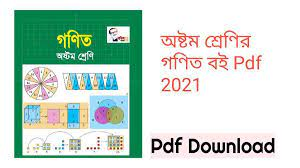 গণিত
অষ্টম শ্রেণি
অষ্টম শ্রেণির
গণিত বই Pdf
2021
Pdf Download